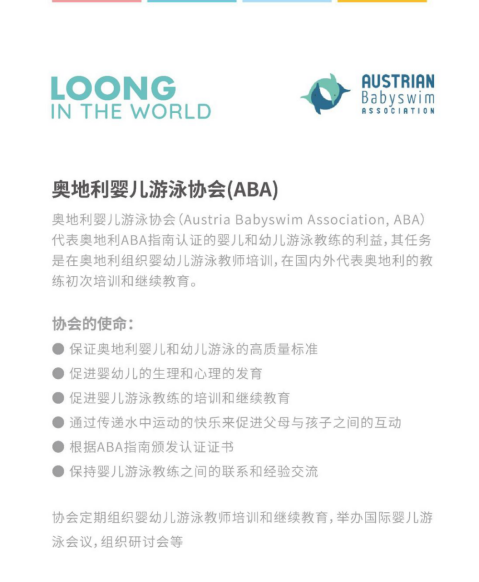 LOONG
IN THE WORLD
AUSTRIAN
Babyswim
ASSOCIATION
奥地利婴儿游泳协会(ABA)
奥地利婴儿游泳协会（Austria Babyswim Association, ABA）
代表奥地利ABA指南认证的婴儿和幼儿游泳教练的利益，其任务
是在奥地利组织婴幼儿游泳教师培训，在国内外代表奥地利的教
练初次培训和继续教育。
协会的使命：
● 保证奥地利婴儿和幼儿游泳的高质量标准
● 促进婴幼儿的生理和心理的发育
● 促进婴儿游泳教练的培训和继续教育
● 通过传递水中运动的快乐来促进父母与孩子之间的互动
● 根据ABA指南颁发认证证书
● 保持婴儿游泳教练之间的联系和经验交流
协会定期组织婴幼儿游泳教师培训和继续教育，举办国际婴儿游
泳会议，组织研讨会等